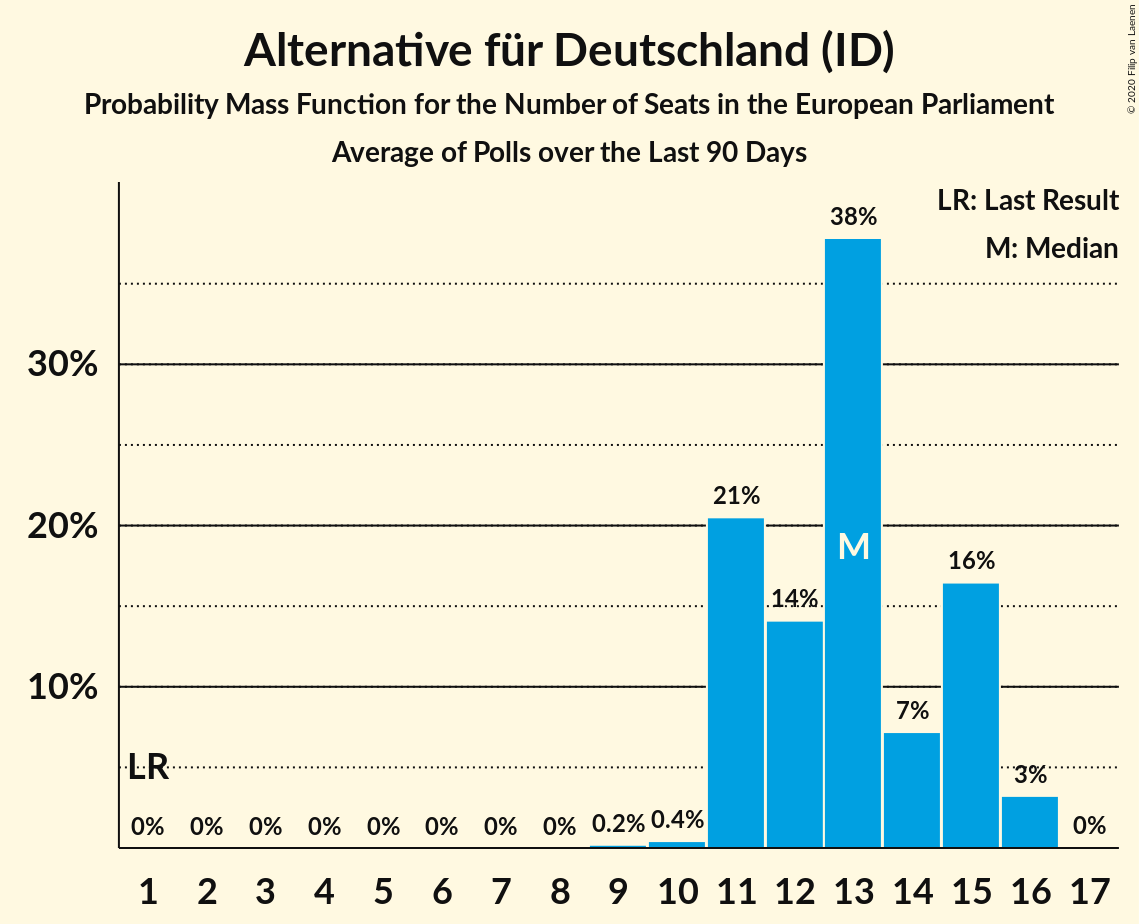 Alternative für Deutschland (ID)
Probability Mass Function for the Number of Seats in the European Parliament
Average of Polls over the Last 90 Days
© 2020 Filip van Laenen
LR: Last Result
M: Median
38%
30%
21%
20%
M
16%
14%
10%
7%
LR
3%
0% 0% 0% 0% 0% 0% 0% 0% 0.2% 0.4% 0%
1 2 3 4 5 6 7 8 9 10 11 12 13 14 15 16 17